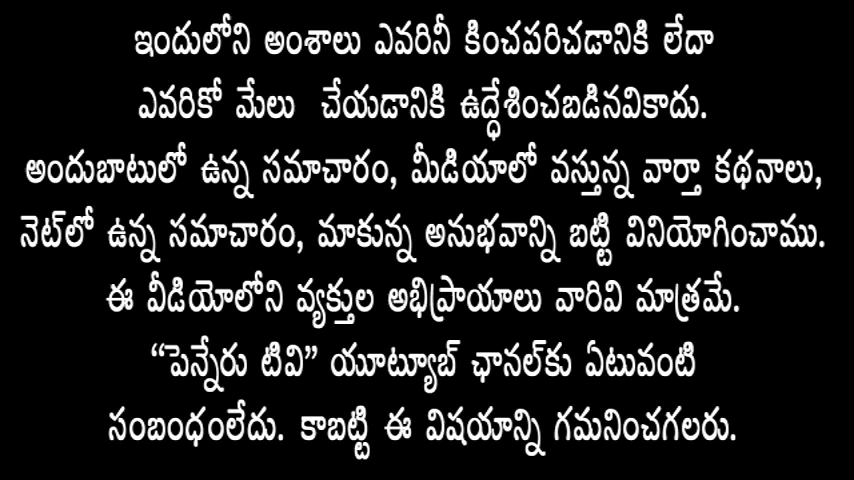 ఇందులోని అంశాలు ఎవరినీ కించపరిచడానికి లేదా
ఎవరికో మేలు చేయడానికి ఉద్ధేశించబడినవికాదు.
అందుబాటులో ఉన్న సమాచారం, మీడియాలో వస్తున్న వార్తా కథనాలు,
నెట్‌లో ఉన్న సమాచారం, మాకున్న అనుభవాన్ని బట్టి వినియోగించాము.
ఈ వీడియోలోని వ్యక్తుల అభిప్రాయాలు వారివి మాత్రమే.
“పెన్నేరు టివి” యూట్యూబ్ ఛానల్‌కు ఏటువంటి
సంబంధంలేదు. కాబట్టి ఈ విషయాన్ని గమనించగలరు.